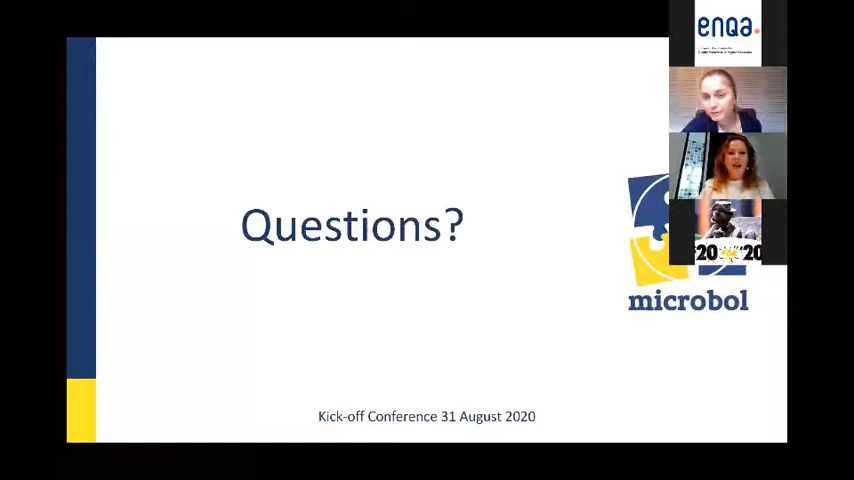 enqa.
Questions?
20 20
microbol
Kick-off Conference 31 August 2020